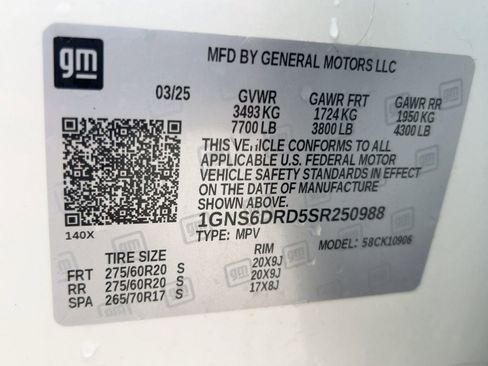 gm
MFD BY GENERAL MOTORS LLC
03/25 GVWR GAWR FRT GAWR RR
3493 KG 1724 KG 1950 KG
7700 LB 3800 LB 4300 LB
THIS VEHICLE CONFORMS TO ALL
APPLICABLE U.S. FEDERAL MOTOR
VEHICLE SAFETY STANDARDS IN EFFECT
ON THE DATE OF MANUFACTURE
SHOWN ABOVE.
1GNS6DRD5SR250988
140X
TYPE: MPV MODEL: 58CK10906
TIRE SIZE RIM
FRT 275/60R20 S 20X9J
RR 275/60R20 S 20X9J
SPA 265/70R17 S 17X8J